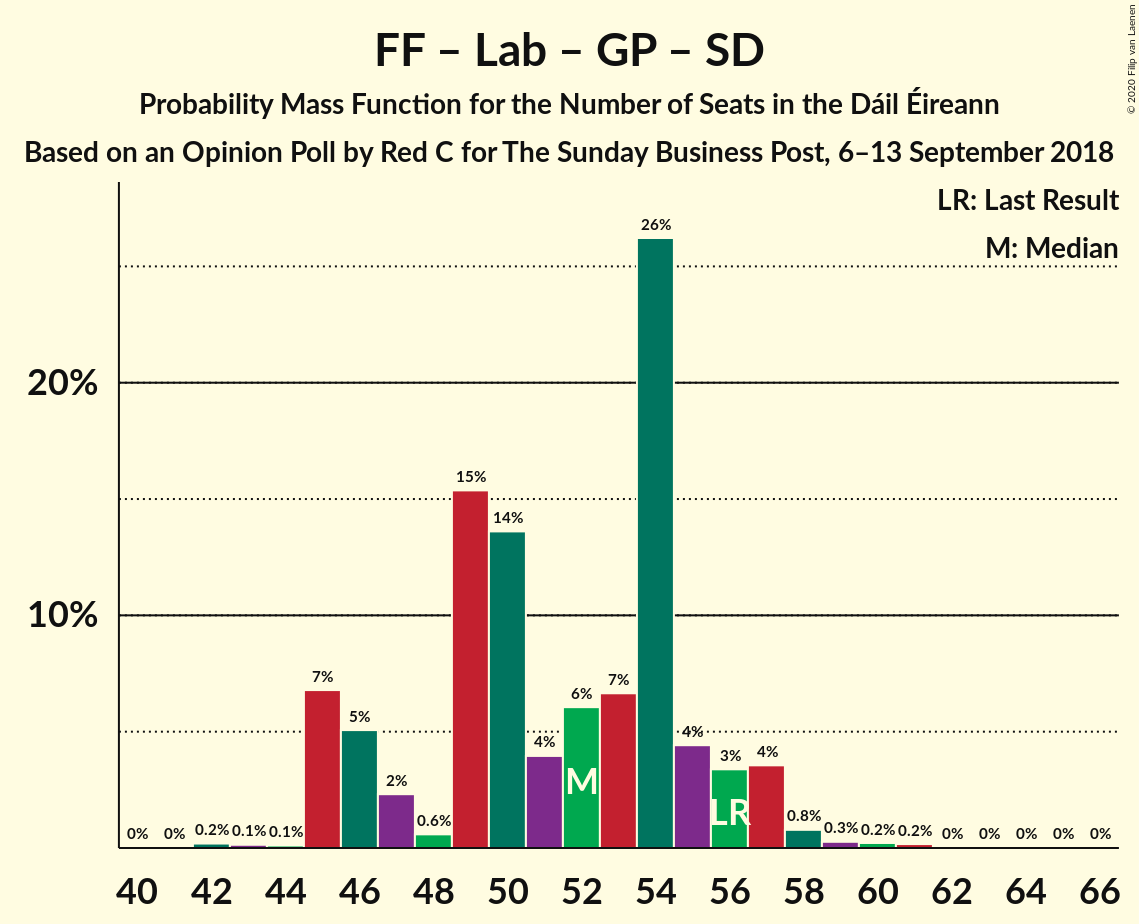 FF – Lab – GP – SD
Probability Mass Function for the Number of Seats in the Dáil Éireann
Based on an Opinion Poll by Red C for The Sunday Business Post, 6–13 September 2018
© 2020 Filip van Laenen
LR: Last Result
M: Median
20%
10%
0% 0% 0.2% 0.1% 0.1% 7% 5% 2% 0.6% 15% 14% 4% 6% 7% 26% 4% 3% 4% 0.8% 0.3% 0.2% 0.2% 0% 0% 0% 0% 0%
M
LR
40 42 44 46 48 50 52 54 56 58 60 62 64 66